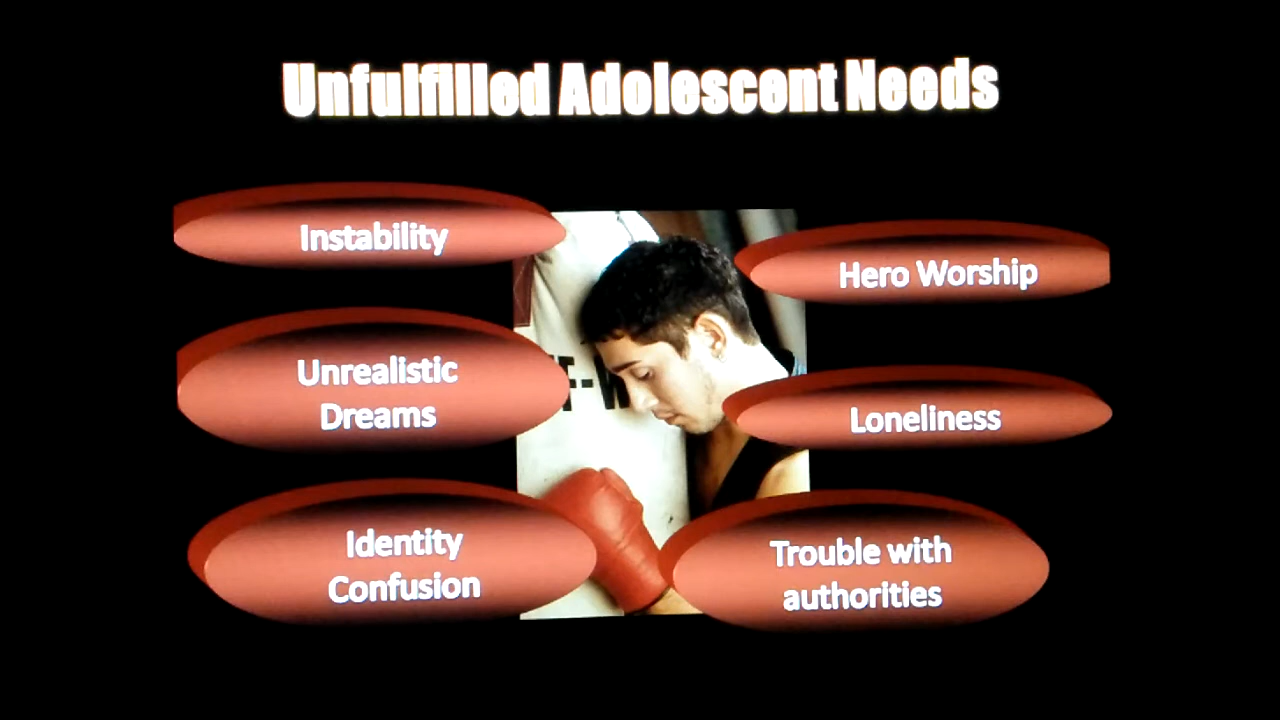 Unfulfilled Adolescent Needs
Instability
Hero Worship
Unrealistic
Dreams
Loneliness
Identity
Confusion
Trouble with
authorities